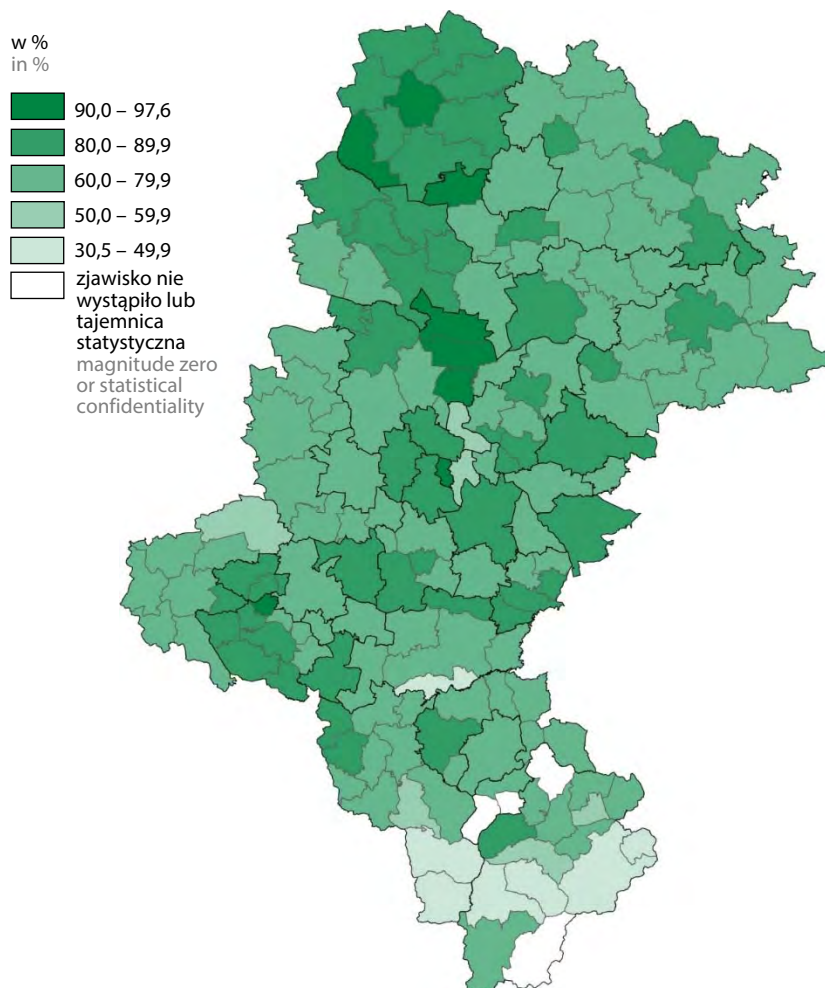 w %
in %
90,0 – 97,6
80,0 – 89,9
60,0 – 79,9
50,0 – 59,9
30,5 – 49,9
zjawisko nie
wystąpiło lub
tajemnica
statystyczna
magnitude zero
or statistical
confidentiality